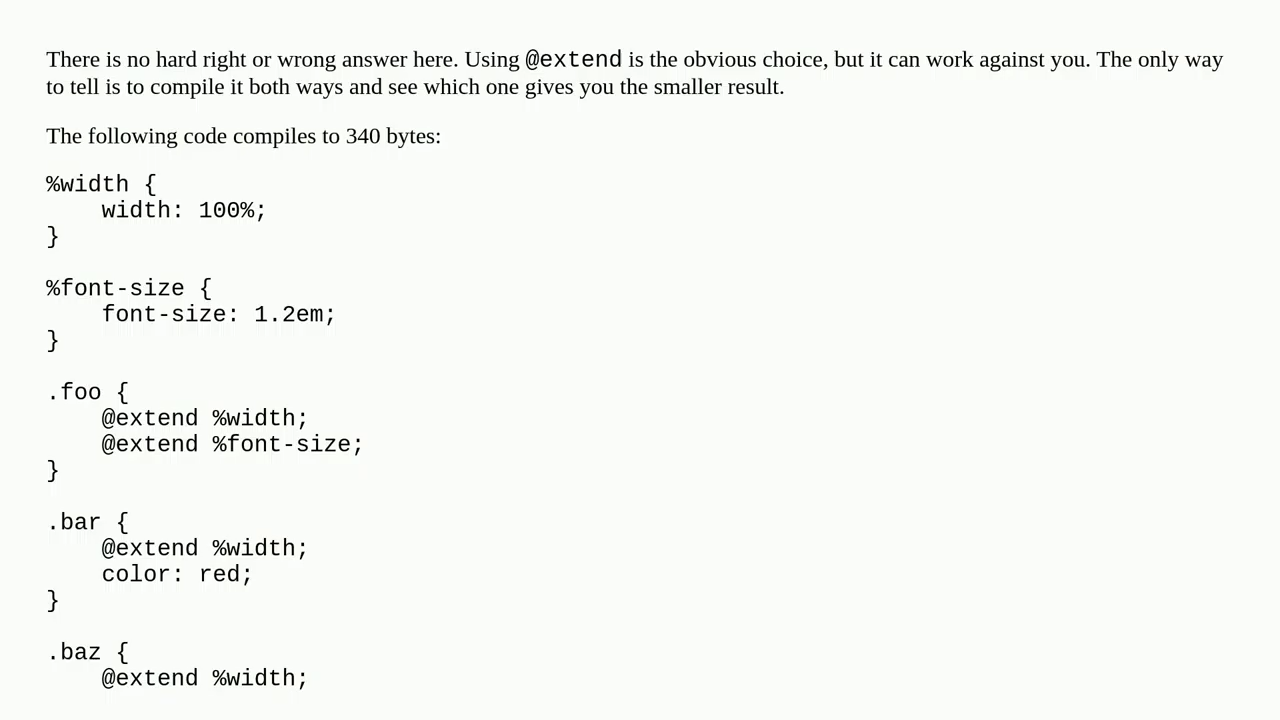 There is no hard right or wrong answer here. Using @extend is the obvious choice, but it can work against you. The only way
to tell is to compile it both ways and see which one gives you the smaller result.
The following code compiles to 340 bytes:
%width {
    width: 100%;
}
%font-size {
    font-size: 1.2em;
}
.foo {
    @extend %width;
    @extend %font-size;
}
.bar {
    @extend %width;
    color: red;
}
.baz {
    @extend %width;